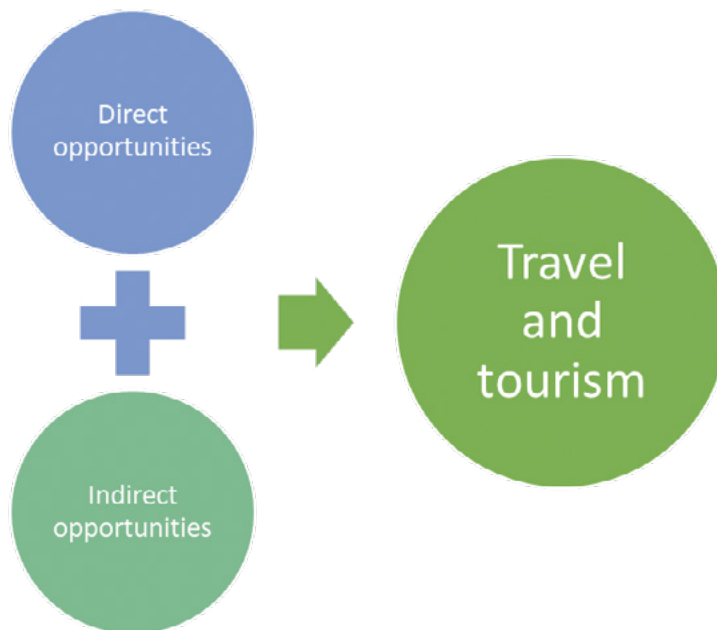 Direct
opportunities
Indirect
opportunities
Travel
and
tourism